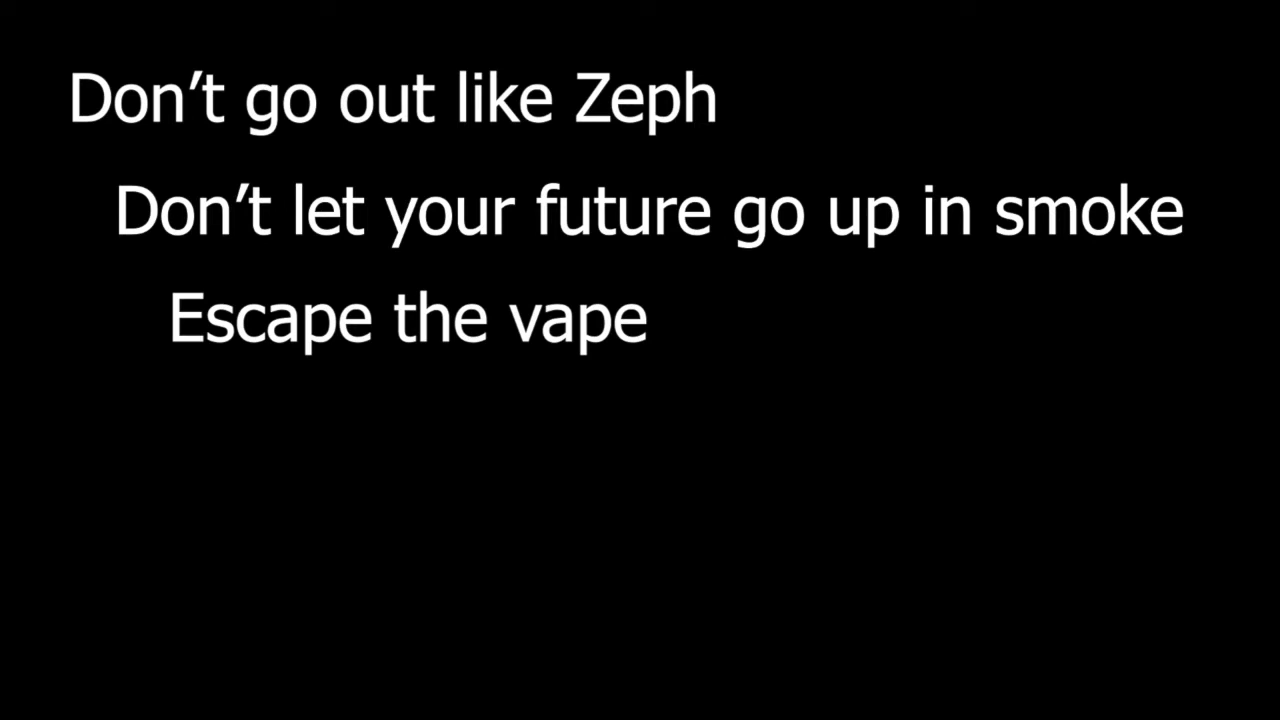 Don’t go out like Zeph
Don’t let your future go up in smoke
Escape the vape